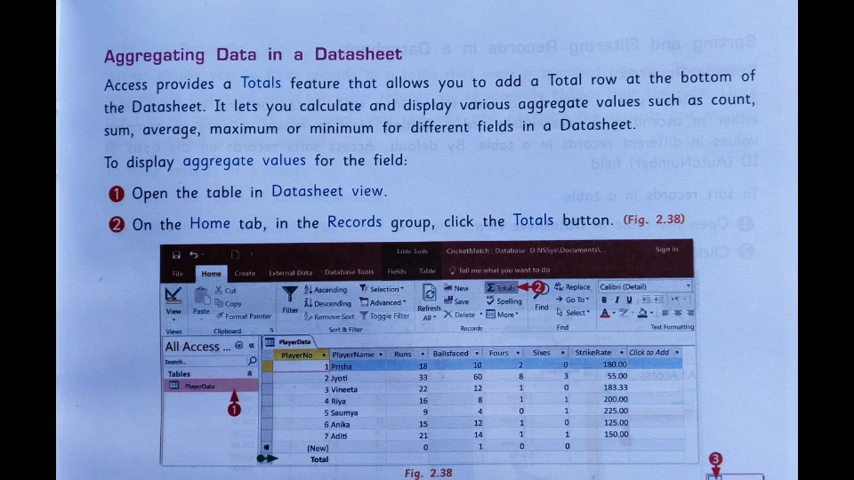 Aggregating Data in a Datasheet
Access provides a Totals feature that allows you to add a Total row at the bottom of
the Datasheet. It lets you calculate and display various aggregate values such as count,
sum, average, maximum or minimum for different fields in a Datasheet.
To display aggregate values for the field:
1 Open the table in Datasheet view.
2 On the Home tab, in the Records group, click the Totals button. (Fig. 2.38)
Table Tools CricketMatch : Database- D:\NSSys\Documents\... Sign in
File Home Create External Data Database Tools Fields Table Tell me what you want to do
Cut Ascending Selection New Totals 2 Replace Calibri (Detail)
View Paste Copy Filter Descending Advanced Refresh All Save Spelling Find Go To B I U
Format Painter Remove Sort Toggle Filter Delete More Select A
Views Clipboard Sort & Filter Records Find Text Formatting
All Access ... PlayerData
Search... PlayerNo PlayerName Runs Ballsfaced Fours Sixes StrikeRate Click to Add
Tables 1 Prisha 18 10 2 0 180.00
PlayerData 2 Jyoti 33 60 8 3 55.00
3 Vineeta 22 12 1 0 183.33
1 4 Riya 16 8 1 1 200.00
5 Saumya 9 4 0 1 225.00
6 Anika 15 12 1 0 125.00
7 Aditi 21 14 1 1 150.00
(New) 0 1 0 0
Total
3
Fig. 2.38